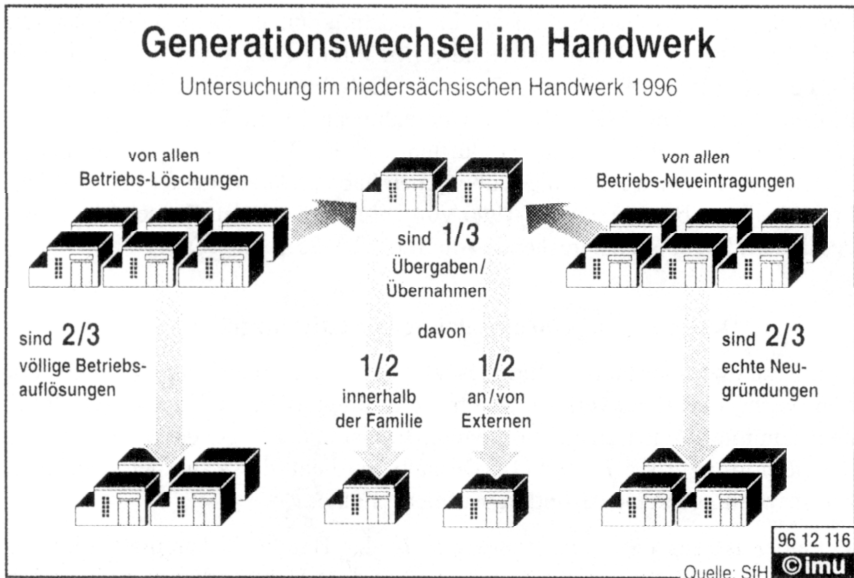 Generationswechsel im Handwerk
Untersuchung im niedersächsischen Handwerk 1996
von allen
Betriebs-Löschungen
von allen
Betriebs-Neueintragungen
sind 1/3
Übergaben/
Übernahmen
sind 2/3
völlige Betriebs-
auflösungen
davon
1/2
innerhalb
der Familie
1/2
an/von
Externen
sind 2/3
echte Neu-
gründungen
96 12 116
©imu
Quelle: SfH